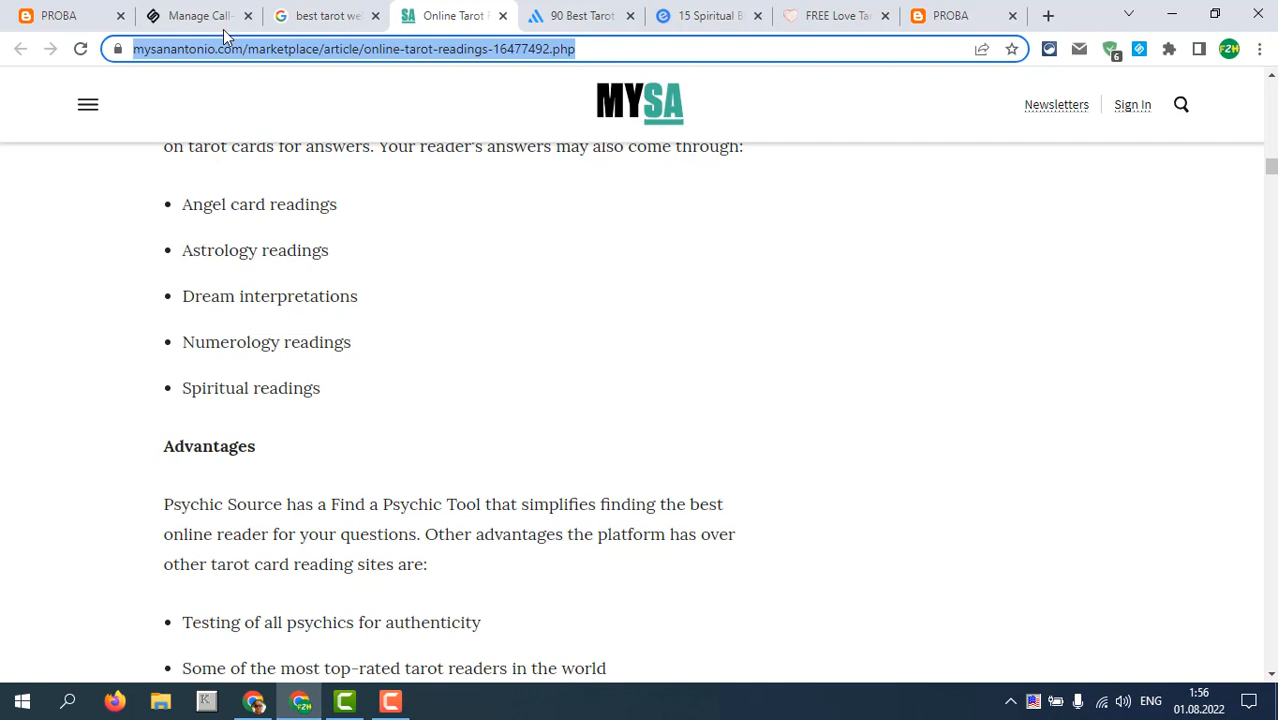 PROBA
Manage Call-
best tarot we
Online Tarot R
90 Best Tarot
15 Spiritual B
FREE Love Ta
PROBA
mysanantonio.com/marketplace/article/online-tarot-readings-16477492.php
6
FZH
MYSA
Newsletters
Sign In
on tarot cards for answers. Your reader's answers may also come through:
• Angel card readings
• Astrology readings
• Dream interpretations
• Numerology readings
• Spiritual readings
Advantages
Psychic Source has a Find a Psychic Tool that simplifies finding the best
online reader for your questions. Other advantages the platform has over
other tarot card reading sites are:
• Testing of all psychics for authenticity
• Some of the most top-rated tarot readers in the world
ENG
1:56
01.08.2022